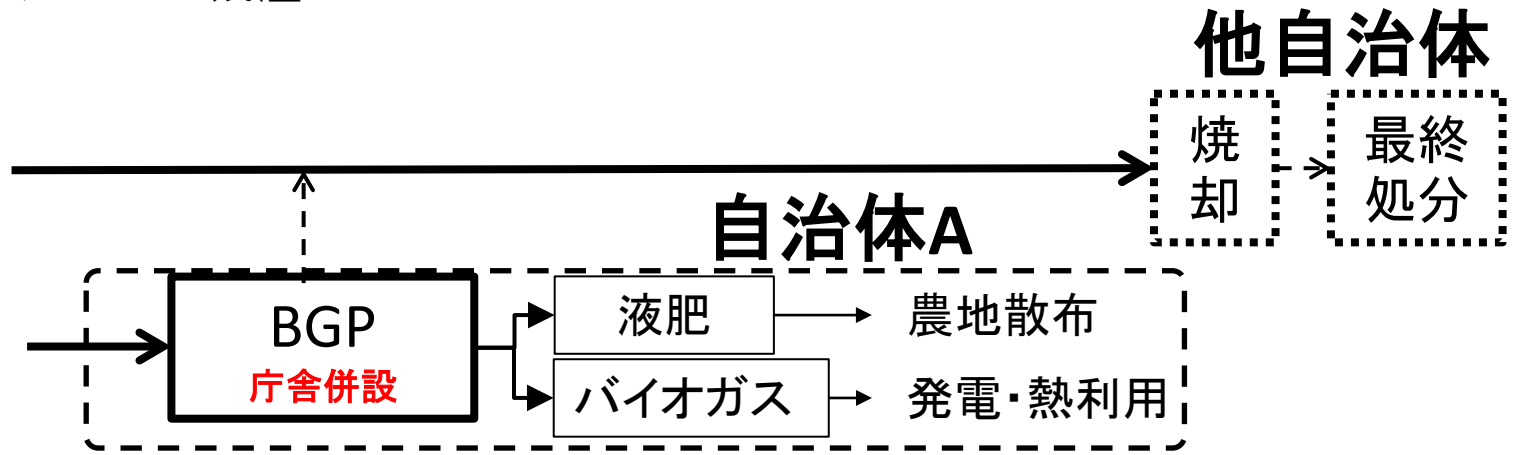 他自治体
焼却
最終処分
自治体A
BGP
庁舎併設
液肥
農地散布
バイオガス
発電・熱利用